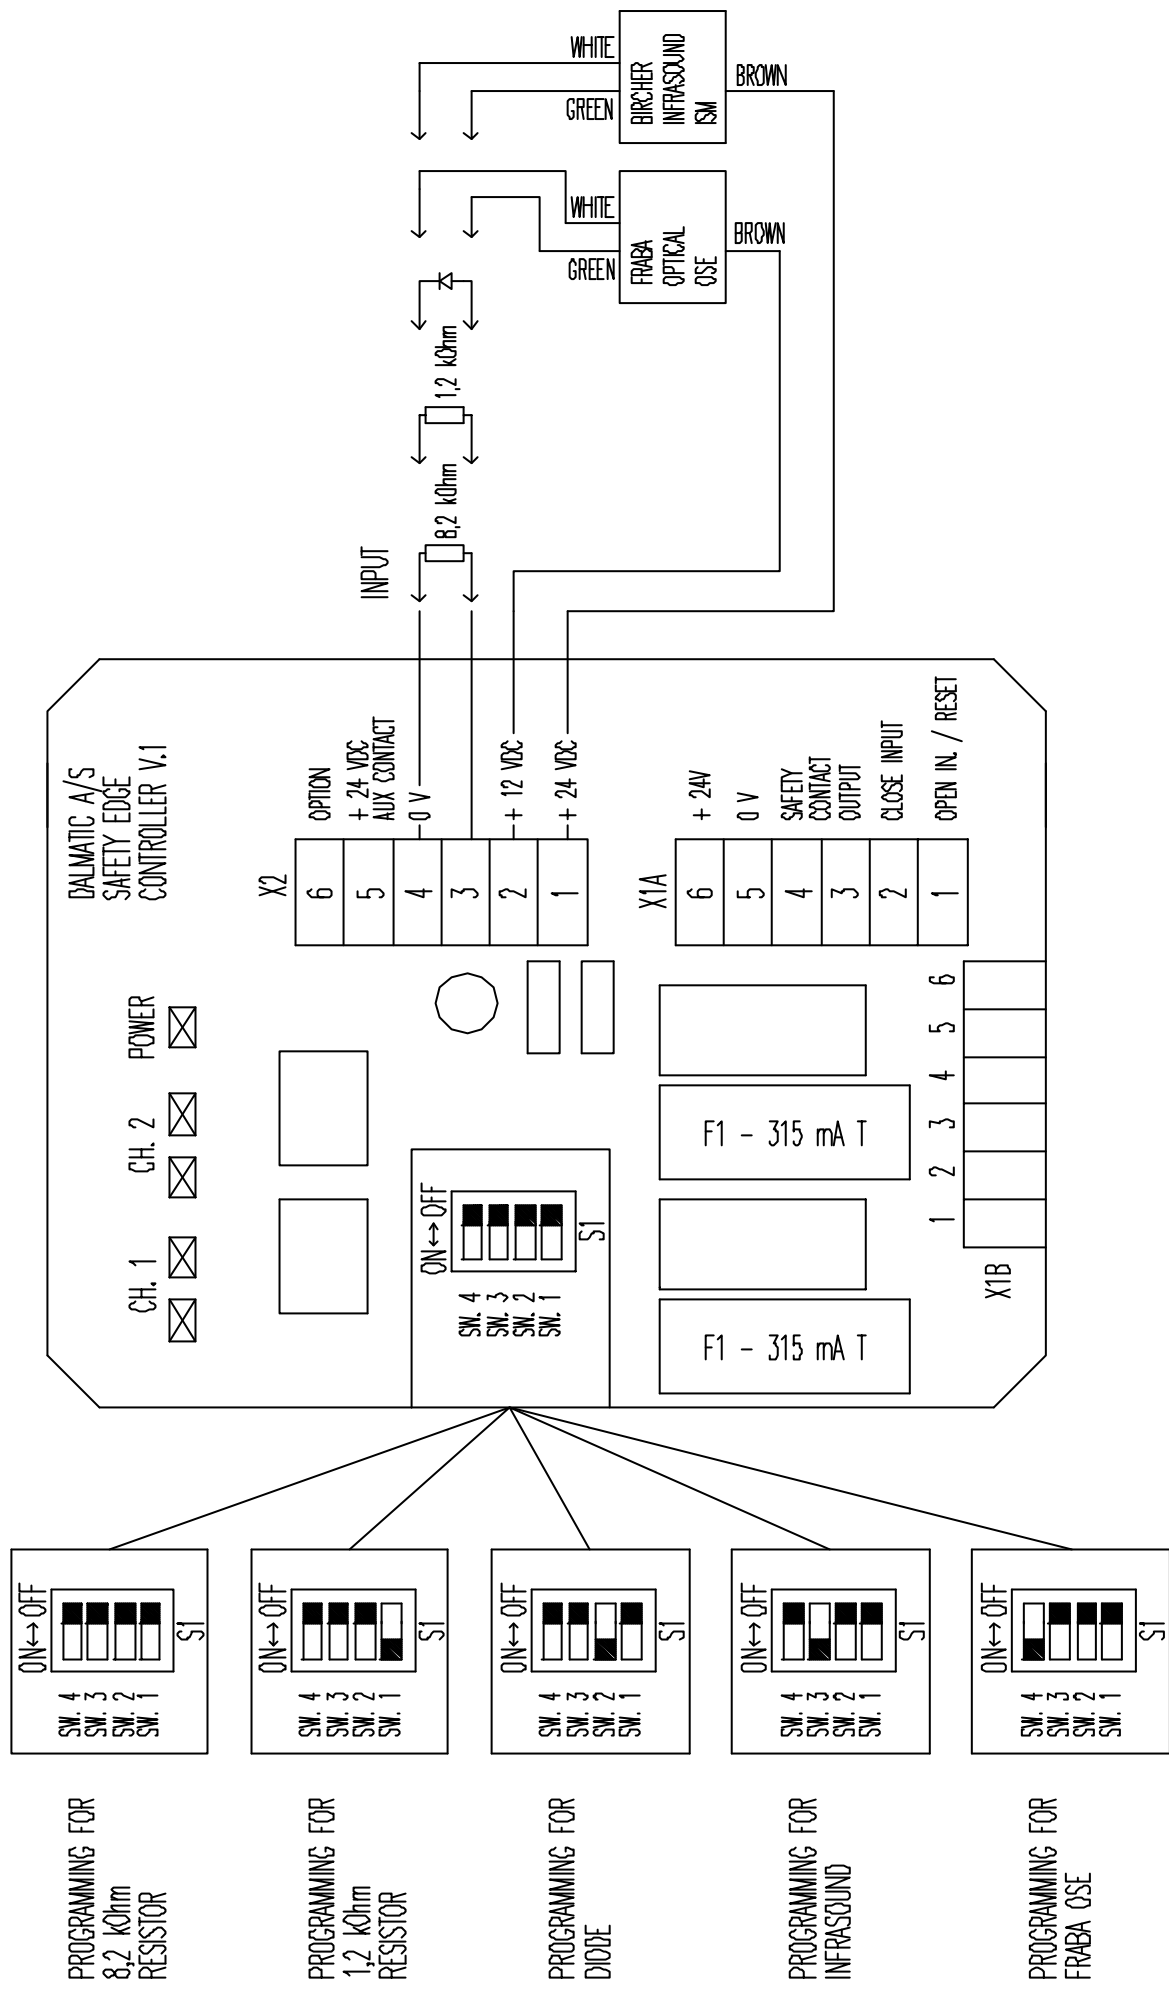 DALMATIC A/S
SAFETY EDGE
CONTROLLER V.1
CH. 1
CH. 2
POWER
X2
6
5
4
3
2
1
OPTION
+ 24 VDC
AUX CONTACT
0 V
+ 12 VDC
+ 24 VDC
INPUT
8,2 kOhm
1,2 kOhm
WHITE
GREEN
FRABA
OPTICAL
OSE
BROWN
WHITE
GREEN
BIRCHER
INFRASOUND
ISM
BROWN
X1A
6
5
4
3
2
1
+ 24V
0 V
SAFETY
CONTACT
OUTPUT
CLOSE INPUT
OPEN IN. / RESET
ON↔OFF
SW. 4
SW. 3
SW. 2
SW. 1
S1
F1 - 315 mA T
F1 - 315 mA T
1
2
3
4
5
6
X1B
PROGRAMMING FOR
8,2 kOhm
RESISTOR
ON↔OFF
SW. 4
SW. 3
SW. 2
SW. 1
S1
PROGRAMMING FOR
1,2 kOhm
RESISTOR
ON↔OFF
SW. 4
SW. 3
SW. 2
SW. 1
S1
PROGRAMMING FOR
DIODE
ON↔OFF
SW. 4
SW. 3
SW. 2
SW. 1
S1
PROGRAMMING FOR
INFRASOUND
ON↔OFF
SW. 4
SW. 3
SW. 2
SW. 1
S1
PROGRAMMING FOR
FRABA OSE
ON↔OFF
SW. 4
SW. 3
SW. 2
SW. 1
S1